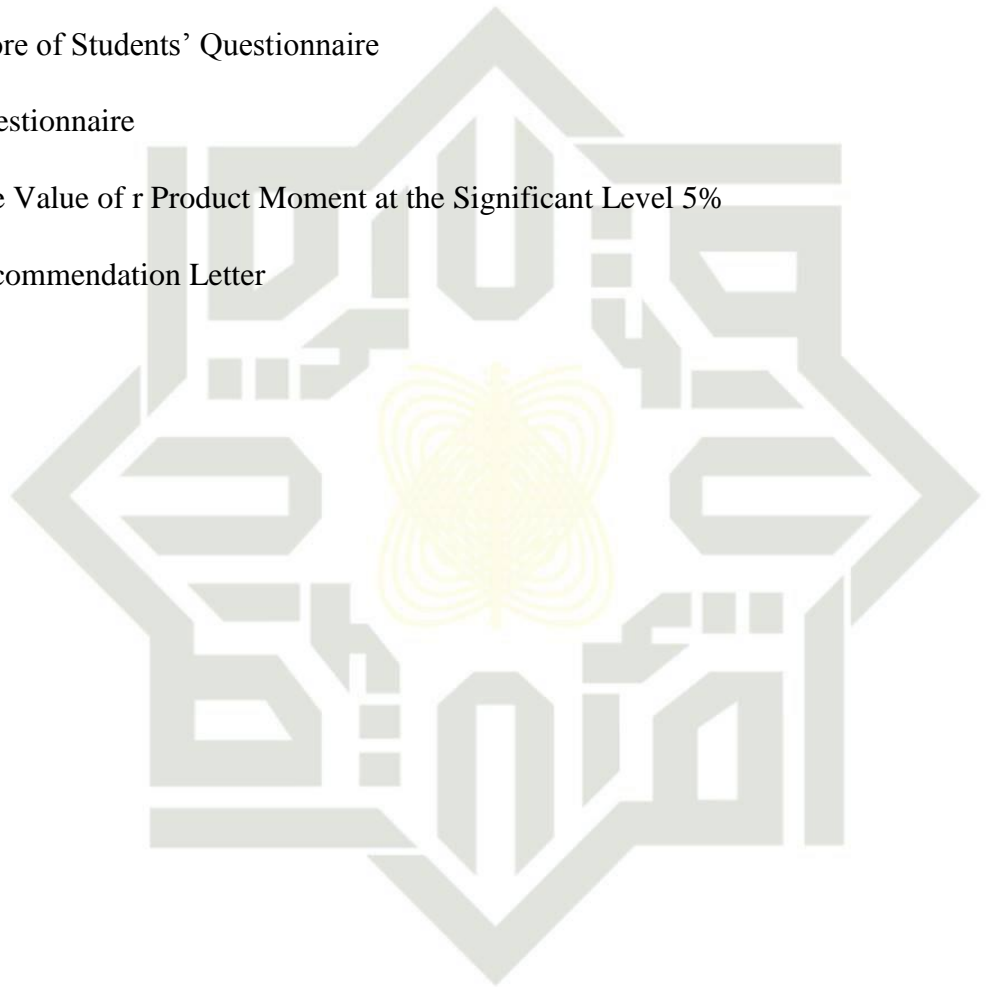 ore of Students’ Questionnaire
estionnaire
e Value of r Product Moment at the Significant Level 5%
commendation Letter